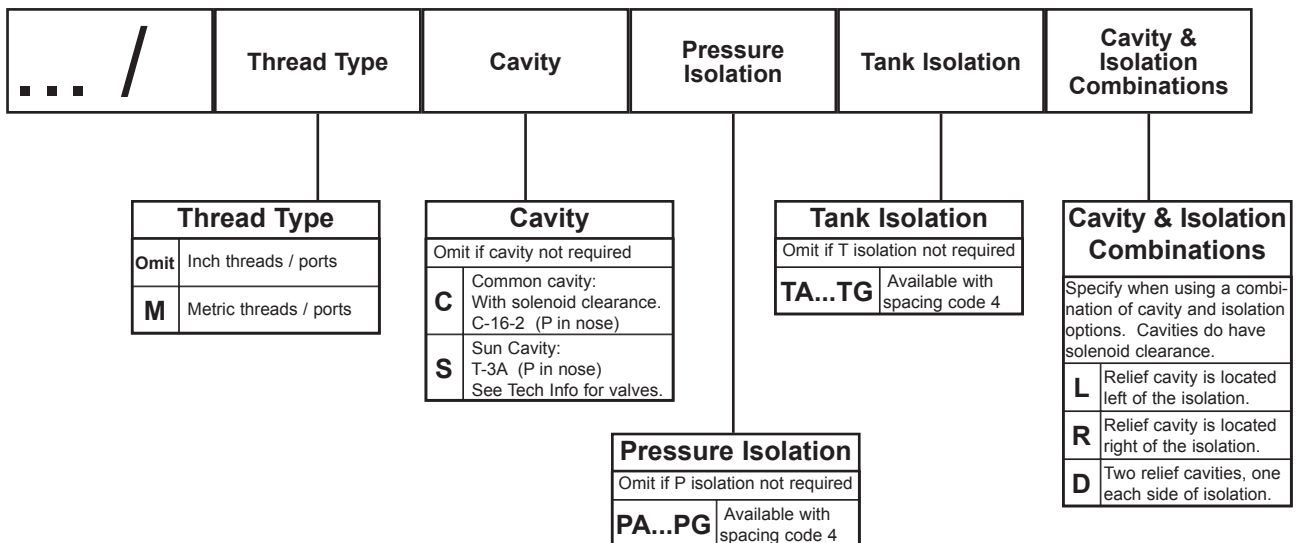 ... /
Thread Type
Cavity
Pressure
Isolation
Tank Isolation
Cavity &
Isolation
Combinations
Thread Type
Omit Inch threads / ports
M Metric threads / ports
Cavity
Omit if cavity not required
C
Common cavity:
With solenoid clearance.
C-16-2 (P in nose)
S
Sun Cavity:
T-3A (P in nose)
See Tech Info for valves.
Pressure Isolation
Omit if P isolation not required
PA...PG
Available with
spacing code 4
Tank Isolation
Omit if T isolation not required
TA...TG
Available with
spacing code 4
Cavity & Isolation
Combinations
Specify when using a combi-
nation of cavity and isolation
options. Cavities do have
solenoid clearance.
L
Relief cavity is located
left of the isolation.
R
Relief cavity is located
right of the isolation.
D
Two relief cavities, one
each side of isolation.